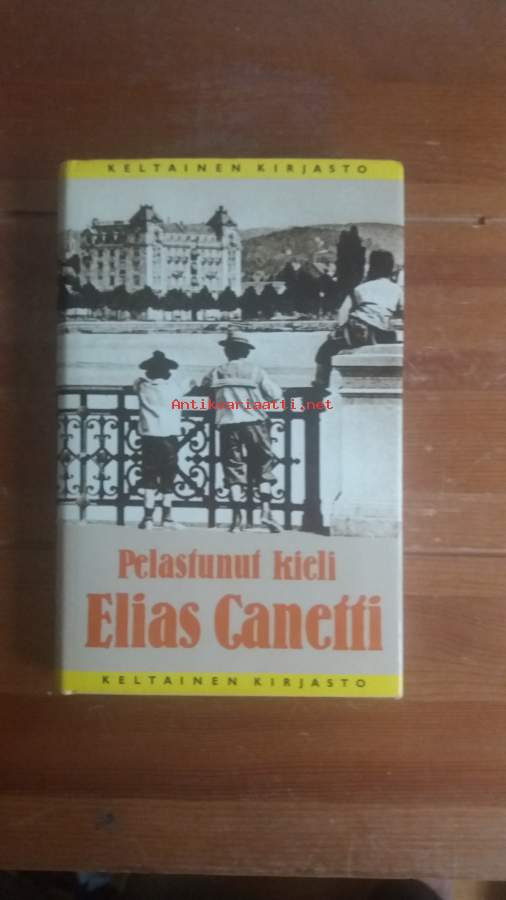 KELTAINEN KIRJASTO
Antikvariaatti.net
Pelastunut kieli
Elias Canetti
KELTAINEN KIRJASTO